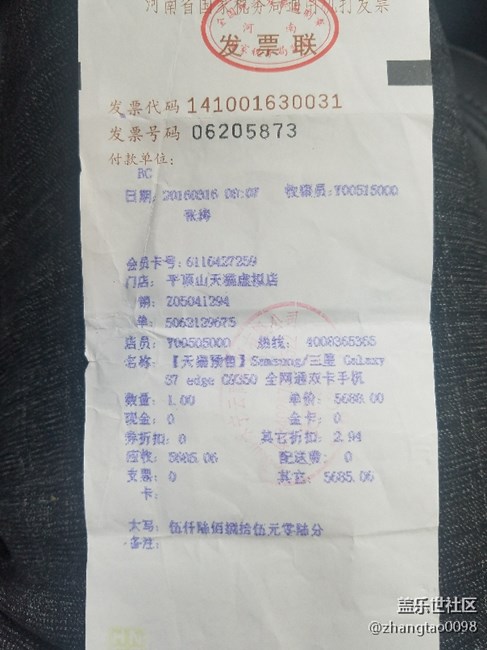 河南省国家税务局通用机打发票
河南
发票联
发票代码 141001630031
发票号码 06205873
付款单位：
BC
日期：20160316 08:07 收银员：Y00515000
张涛
会员卡号：6116427259
门店：平顶山天猫虚拟店
销：Z05041294
单：5062129675
店员：Y00505000 热线：4008365365
名称：【天猫预售】Samsung/三星 Galaxy
S7 edge G9350 全网通双卡手机
数量：1.00 单价：5688.00
现金：0 金卡：0
券折扣：0 其它折扣：2.94
应收：5685.06 配送费：0
支票：0 其它：5685.06
卡：
大写：伍仟陆佰捌拾伍元零陆分
备注：
盖乐世社区
@zhangtao0098